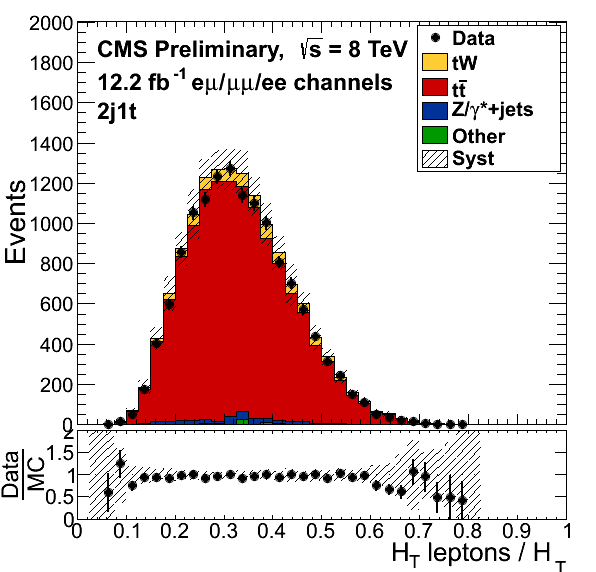 2000
1800
1600
1400
1200
1000
800
600
400
200
0
Events
CMS Preliminary, √s = 8 TeV
12.2 fb⁻¹ eμ/μμ/ee channels
2j1t
Data
tW
tt̄
Z/γ*+jets
Other
Syst
2
1.5
1
0.5
0
Data
MC
0 0.1 0.2 0.3 0.4 0.5 0.6 0.7 0.8 0.9 1
H_T leptons / H_T